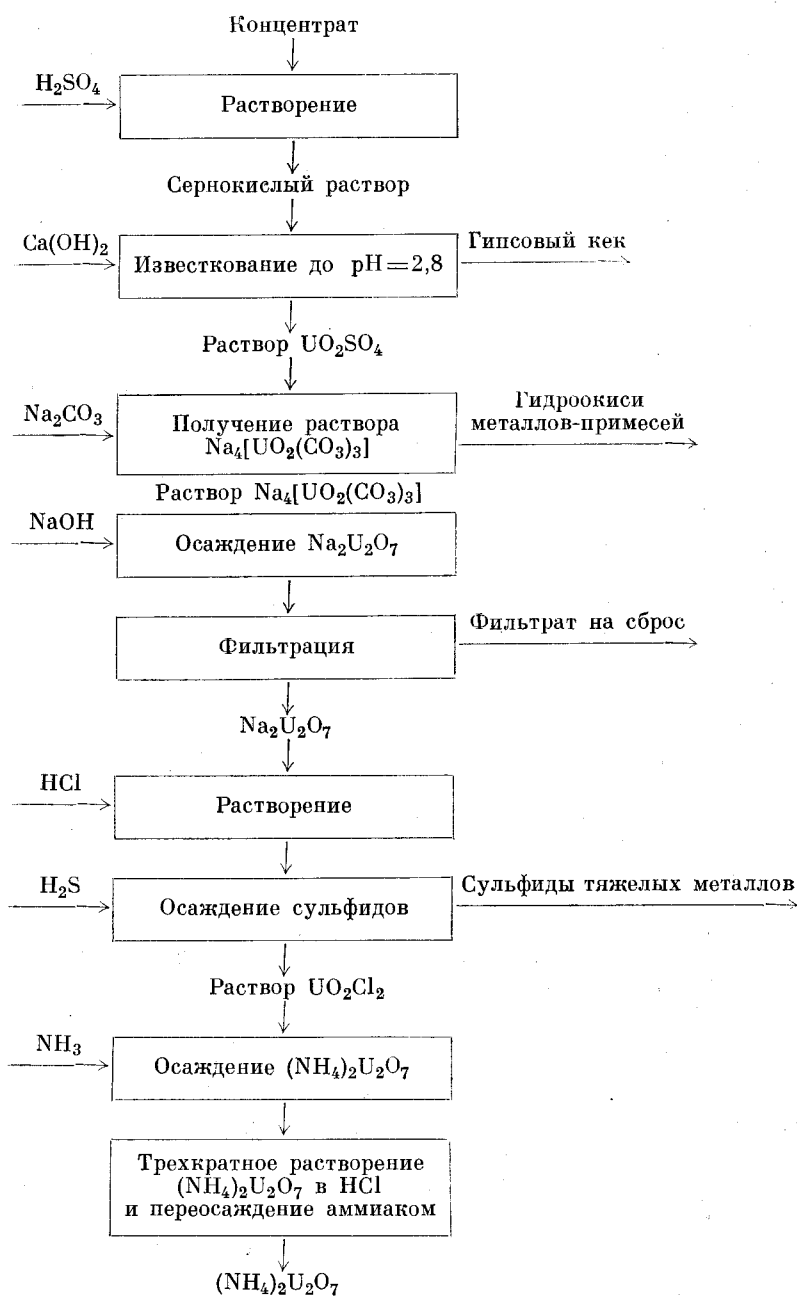 Концентрат
H₂SO₄
Растворение
Сернокислый раствор
Ca(OH)₂
Известкование до pH=2,8
Гипсовый кек
Раствор UO₂SO₄
Na₂CO₃
Получение раствора
Na₄[UO₂(CO₃)₃]
Гидроокиси
металлов-примесей
Раствор Na₄[UO₂(CO₃)₃]
NaOH
Осаждение Na₂U₂O₇
Фильтрация
Фильтрат на сброс
Na₂U₂O₇
HCl
Растворение
H₂S
Осаждение сульфидов
Сульфиды тяжелых металлов
Раствор UO₂Cl₂
NH₃
Осаждение (NH₄)₂U₂O₇
Трехкратное растворение
(NH₄)₂U₂O₇ в HCl
и переосаждение аммиаком
(NH₄)₂U₂O₇